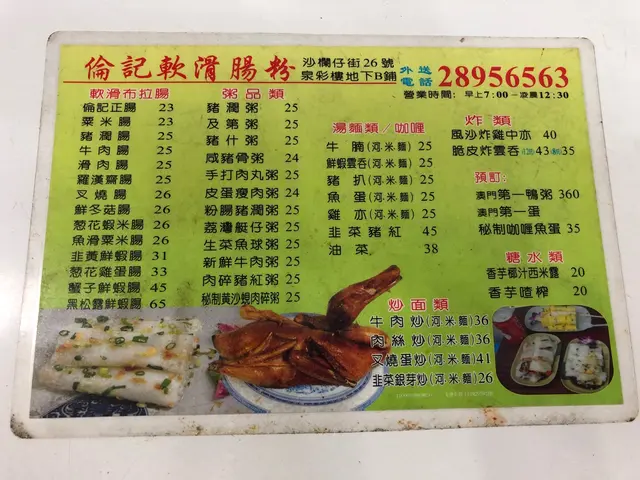 倫記軟滑腸粉
沙欄仔街26號
泉彩樓地下B鋪
外送電話 28956563
營業時間：早上7:00-凌晨12:30
軟滑布拉腸
倫記正腸 23
粟米腸 23
豬潤腸 25
牛肉腸 25
滑肉腸 25
羅漢齋腸 25
叉燒腸 26
鮮冬菇腸 26
葱花蝦米腸 26
魚滑粟米腸 26
韭黃鮮蝦腸 31
葱花雞蛋腸 33
蟹子鮮蝦腸 45
黑松露鮮蝦腸 65
粥品類
豬潤粥 25
及第粥 25
豬什粥 25
咸豬骨粥 24
手打肉丸粥 25
皮蛋瘦肉粥 24
粉腸豬潤粥 25
荔灣艇仔粥 25
生菜魚球粥 25
新鮮牛肉粥 25
肉碎豬紅粥 25
秘制黃沙蜆肉碎粥 25
湯麵類/咖喱
牛腩(河.米.麵) 25
鮮蝦雲吞(河.米.麵) 25
豬扒(河.米.麵) 25
魚蛋(河.米.麵) 25
雞亦(河.米.麵) 25
韭菜豬紅 45
油菜 38
炸類
風沙炸雞中亦 40
脆皮炸雲吞 43 35
預訂:
澳門第一鴨粥 360
澳門第一蛋
秘制咖喱魚蛋 35
糖水類
香芋椰汁西米露 20
香芋喳榨 20
炒面類
牛肉炒(河.米.麵)36
肉絲炒(河.米.麵)36
叉燒蛋炒(河.米.麵)41
韭菜銀芽炒(河.米.麵)26